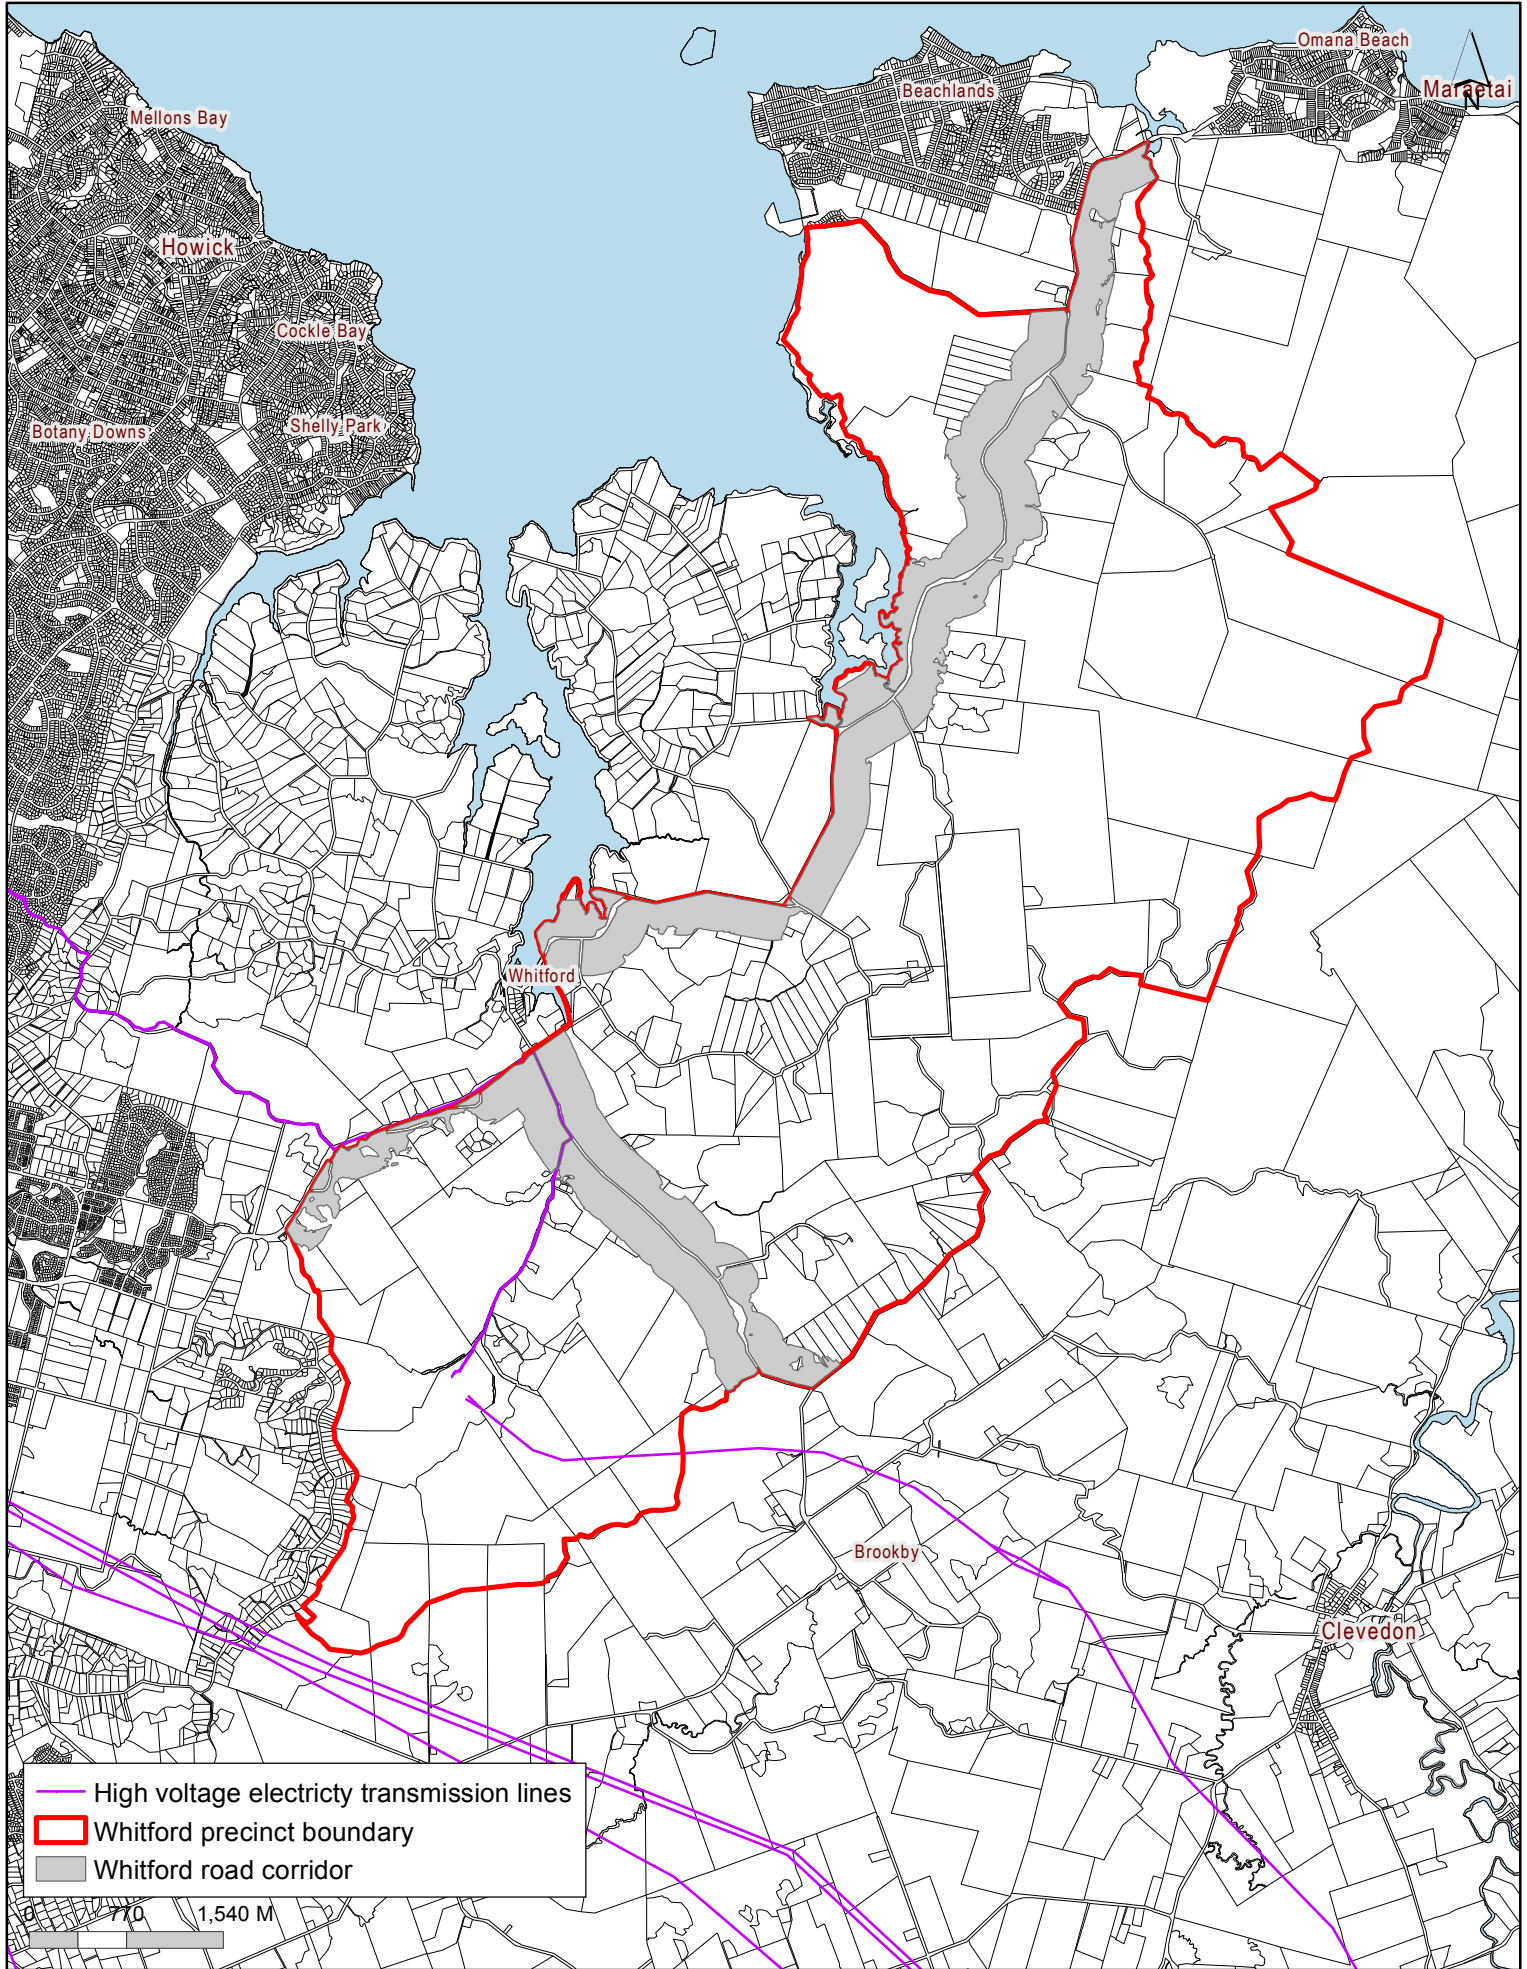 Omana Beach
Beachlands
Maraetai
N
Mellons Bay
Howick
Cockle Bay
Shelly Park
Botany Downs
Whitford
Brookby
Clevedon
High voltage electricty transmission lines
Whitford precinct boundary
Whitford road corridor
0 770 1,540 M